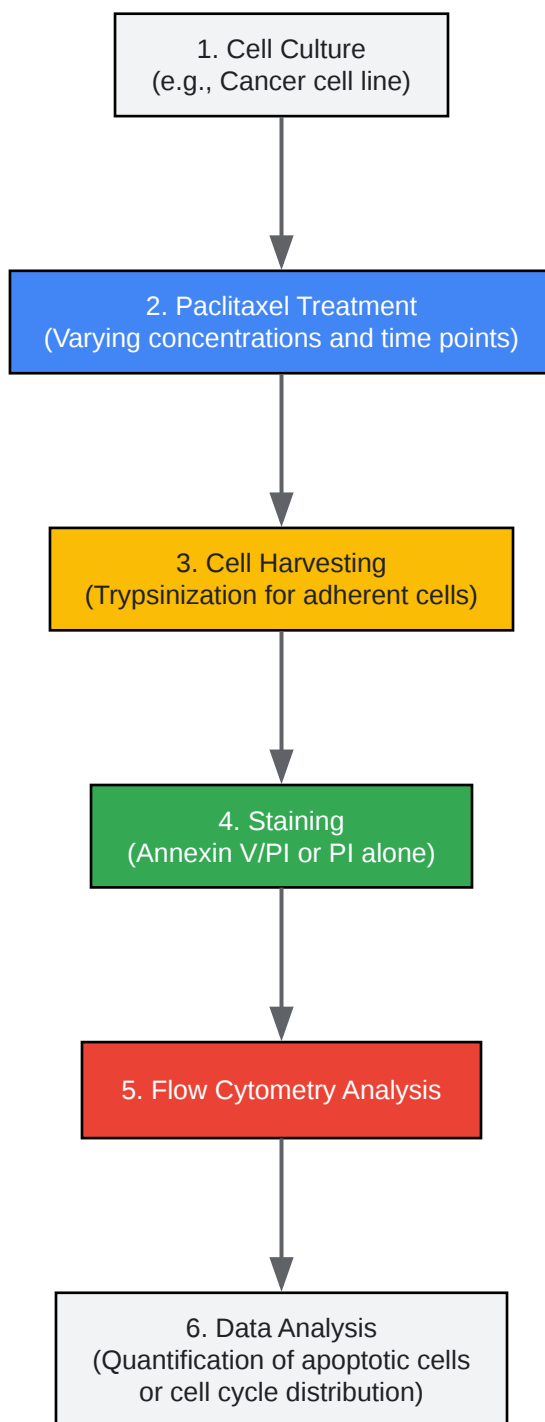 1. Cell Culture
(e.g., Cancer cell line)
2. Paclitaxel Treatment
(Varying concentrations and time points)
3. Cell Harvesting
(Trypsinization for adherent cells)
4. Staining
(Annexin V/PI or PI alone)
5. Flow Cytometry Analysis
6. Data Analysis
(Quantification of apoptotic cells
or cell cycle distribution)